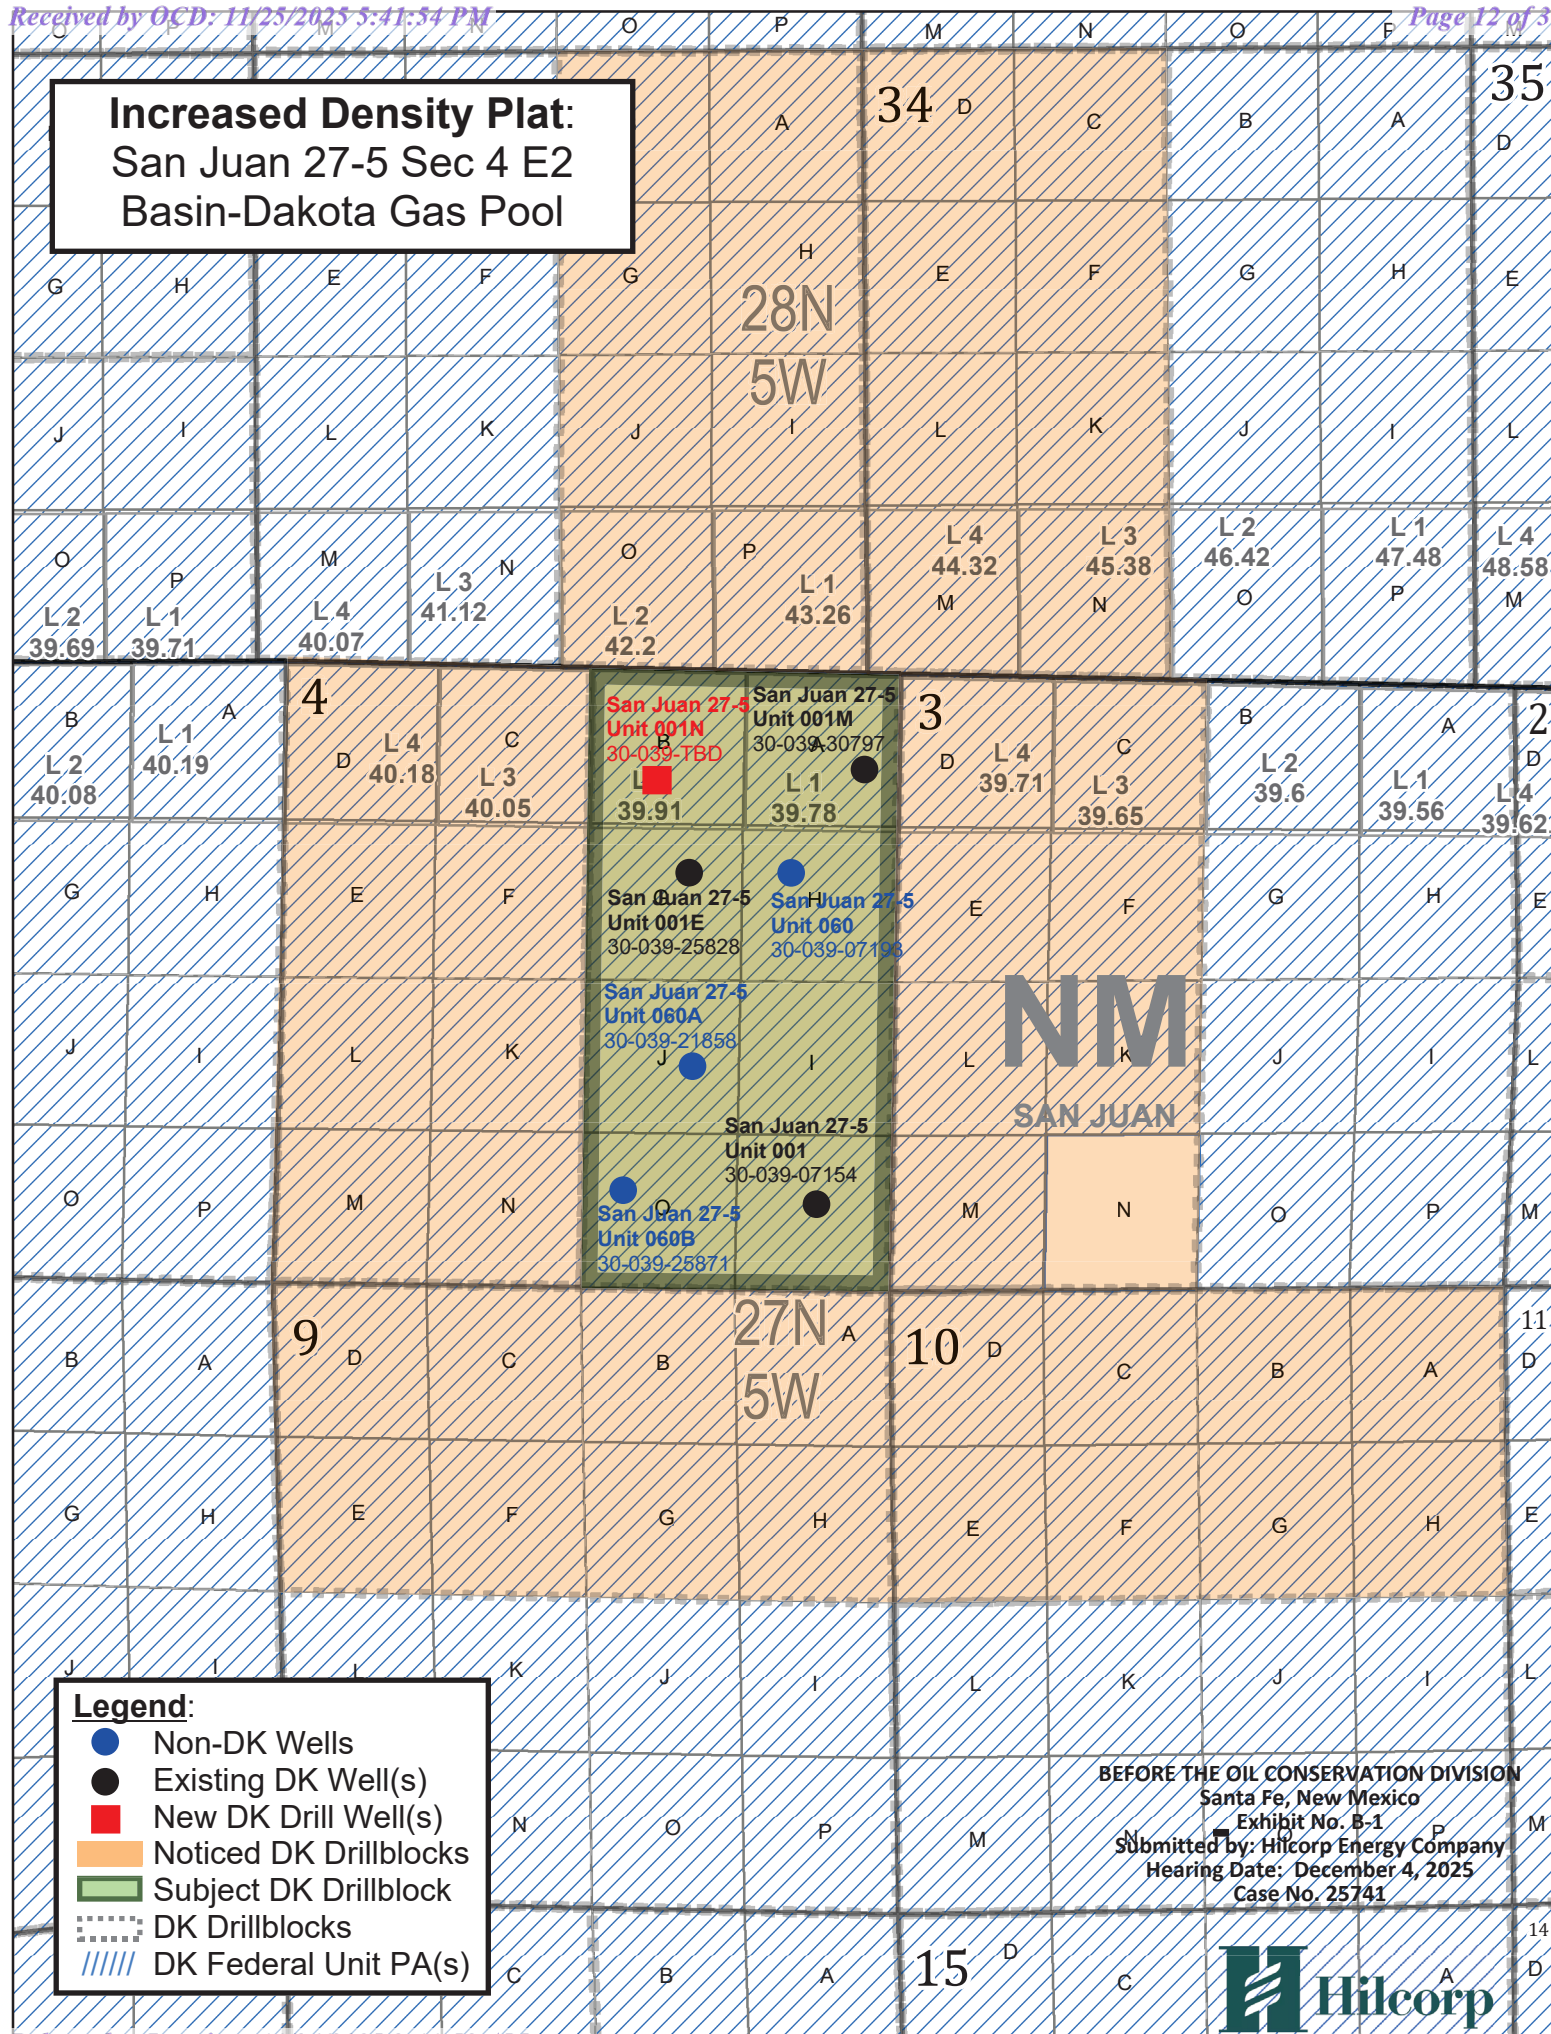 Received by OCD: 11/25/2025 5:41:54 PM
Page 12 of 3
O P M N O
35
Increased Density Plat:
San Juan 27-5 Sec 4 E2
Basin-Dakota Gas Pool
A 34 D C B A D
G H E F G H E F G H E
28N
5W
J I L K J I L K J I L
O P M N O P M N O P M
L 2
39.69
L 1
39.71
L 4
40.07
L 3
41.12
L 2
42.2
L 1
43.26
L 4
44.32
L 3
45.38
L 2
46.42
L 1
47.48
L 4
48.58
B A 4 D C B A 3 D C B A 2 D
L 2
40.08
L 1
40.19
L 4
40.18
L 3
40.05
39.91
L 1
39.78
L 4
39.71
L 3
39.65
L 2
39.6
L 1
39.56
L 4
39.62
San Juan 27-5
Unit 001N
30-039-TBD
San Juan 27-5
Unit 001M
30-039-30797
G H E F G H E F G H E
San Juan 27-5
Unit 001E
30-039-25828
San Juan 27-5
Unit 060
30-039-07198
San Juan 27-5
Unit 060A
30-039-21858
J I L K J I L K J I L
NM
SAN JUAN
San Juan 27-5
Unit 001
30-039-07154
O P M N O M N O P M
San Juan 27-5
Unit 060B
30-039-25871
27N
5W
B A 9 D C B A 10 D C B A 11 D
G H E F G H E F G H E
J I L K J I L K J I L
N O P M N O P M
Legend:
Non-DK Wells
Existing DK Well(s)
New DK Drill Well(s)
Noticed DK Drillblocks
Subject DK Drillblock
DK Drillblocks
DK Federal Unit PA(s)
BEFORE THE OIL CONSERVATION DIVISION
Santa Fe, New Mexico
Exhibit No. B-1
Submitted by: Hilcorp Energy Company
Hearing Date: December 4, 2025
Case No. 25741
C B A 15 D C A 14 D
Hilcorp